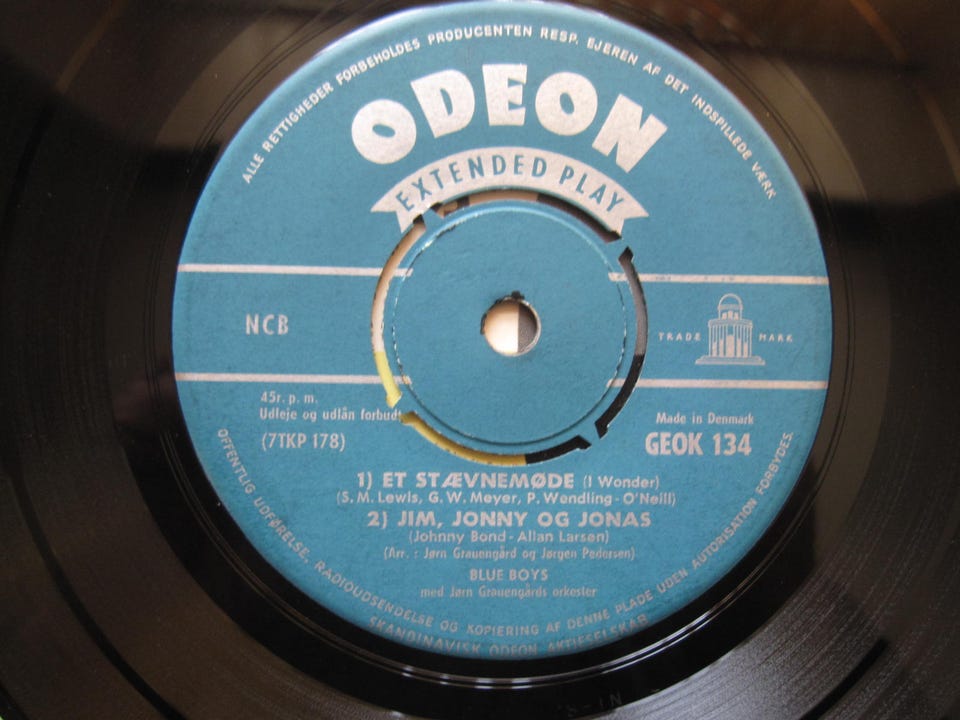 ALLE RETTIGHEDER FORBEHOLDES PRODUCENTEN RESP. EJEREN AF DET INDSPILLEDE VÆRK
ODEON
EXTENDED PLAY
NCB
TRADE MARK
45r. p. m.
Udleje og udlån forbudt
(7TKP 178)
Made in Denmark
GEOK 134
1) ET STÆVNEMØDE (I Wonder)
(S. M. Lewis, G. W. Meyer, P. Wendling - O'Neill)
2) JIM, JONNY OG JONAS
(Johnny Bond - Allan Larsen)
(Arr. : Jørn Grauengård og Jørgen Pedersen)
BLUE BOYS
med Jørn Grauengårds orkester
OFFENTLIG UDFØRELSE, RADIOUDSENDELSE OG KOPIERING AF DENNE PLADE UDEN AUTORISATION FORBYDES.
SKANDINAVISK ODEON AKTIESELSKAB